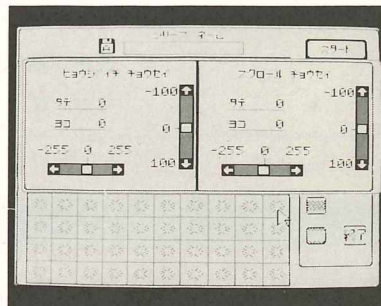 スタート
ヒョウジ イチ チョウセイ
-100
タテ 0
ヨコ 0
0
-255 0 255
100
スクロール チョウセイ
-100
タテ 0
ヨコ 0
0
-255 0 255
100